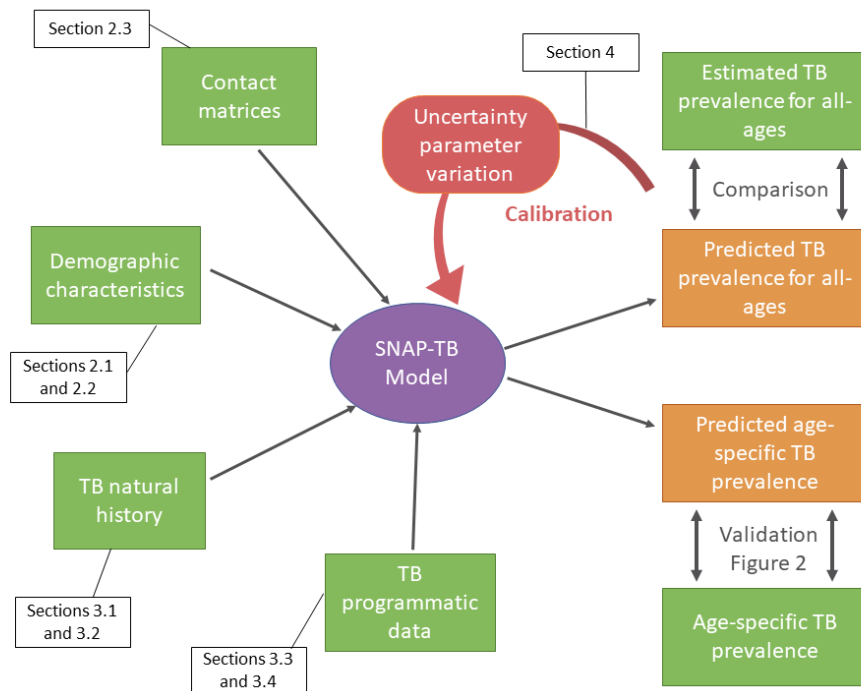 Section 2.3
Contact
matrices
Section 4
Estimated TB
prevalence for all-
ages
Uncertainty
parameter
variation
Comparison
Calibration
Demographic
characteristics
Predicted TB
prevalence for all-
ages
Sections 2.1
and 2.2
SNAP-TB
Model
Predicted age-
specific TB
prevalence
TB natural
history
Validation
Figure 2
TB
programmatic
data
Sections 3.1
and 3.2
Age-specific TB
prevalence
Sections 3.3
and 3.4